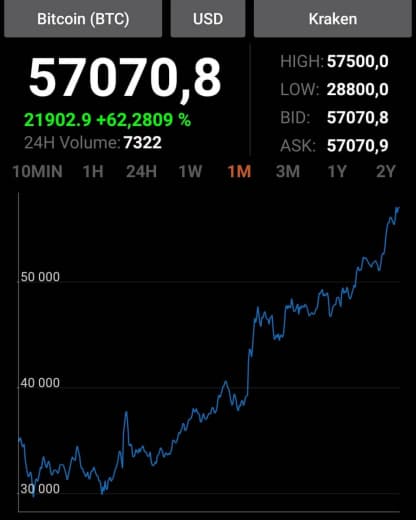 Bitcoin (BTC) USD Kraken
57070,8
21902.9 +62,2809 %
24H Volume: 7322
HIGH: 57500,0
LOW: 28800,0
BID: 57070,8
ASK: 57070,9
10MIN 1H 24H 1W 1M 3M 1Y 2Y
50 000
40 000
30 000